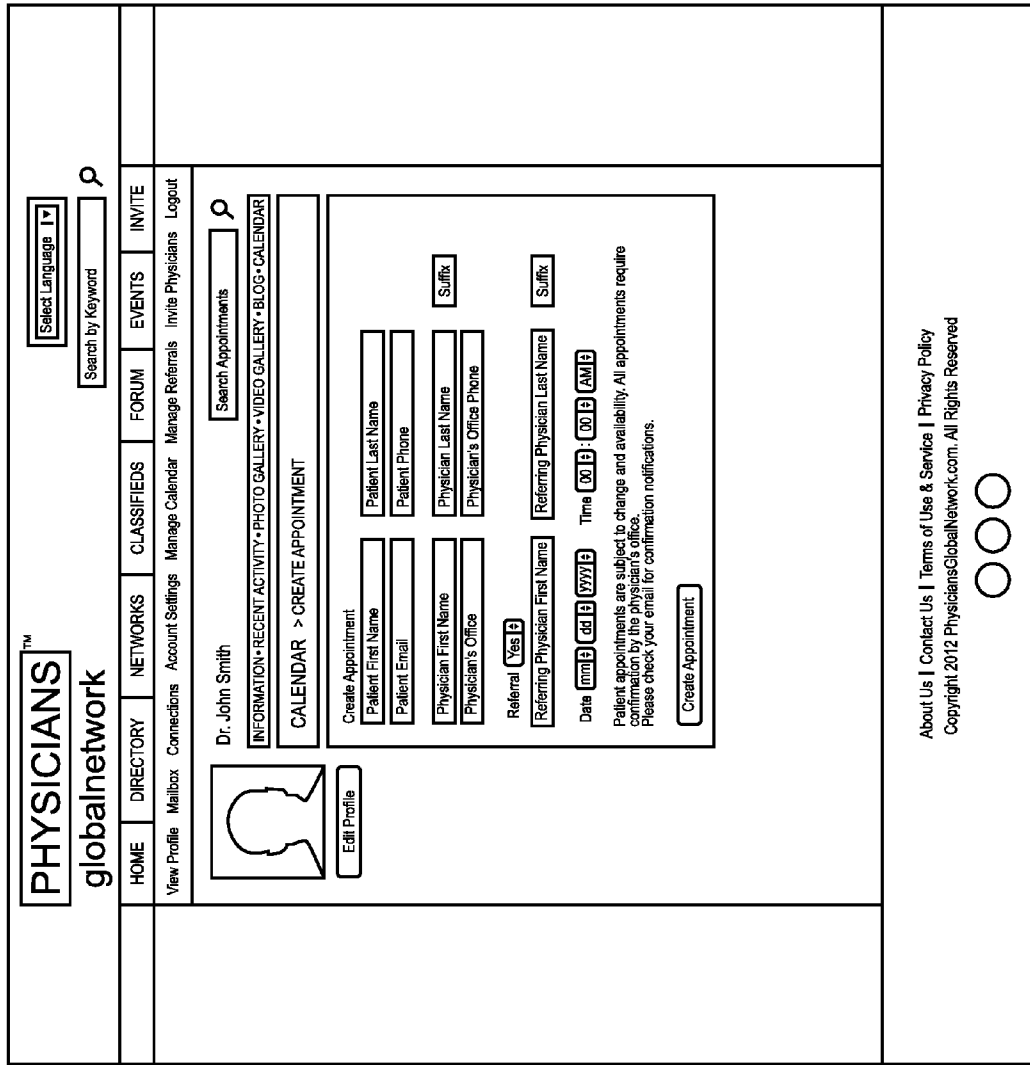 PHYSICIANS™
globalnetwork
Select Language
Search by Keyword
HOME DIRECTORY NETWORKS CLASSIFIEDS FORUM EVENTS INVITE
View Profile Mailbox Connections Account Settings Manage Calendar Manage Referrals Invite Physicians Logout
Dr. John Smith
Search Appointments
INFORMATION • RECENT ACTIVITY • PHOTO GALLERY • VIDEO GALLERY • BLOG • CALENDAR
Edit Profile
CALENDAR > CREATE APPOINTMENT
Create Appointment
Patient First Name Patient Last Name
Patient Email Patient Phone
Physician First Name Physician Last Name Suffix
Physician's Office Physician's Office Phone
Referral Yes
Referring Physician First Name Referring Physician Last Name Suffix
Date mm dd yyyy Time 00 : 00 AM
Patient appointments are subject to change and availability. All appointments require
confirmation by the physician's office.
Please check your email for confirmation notifications.
Create Appointment
About Us | Contact Us | Terms of Use & Service | Privacy Policy
Copyright 2012 PhysiciansGlobalNetwork.com. All Rights Reserved